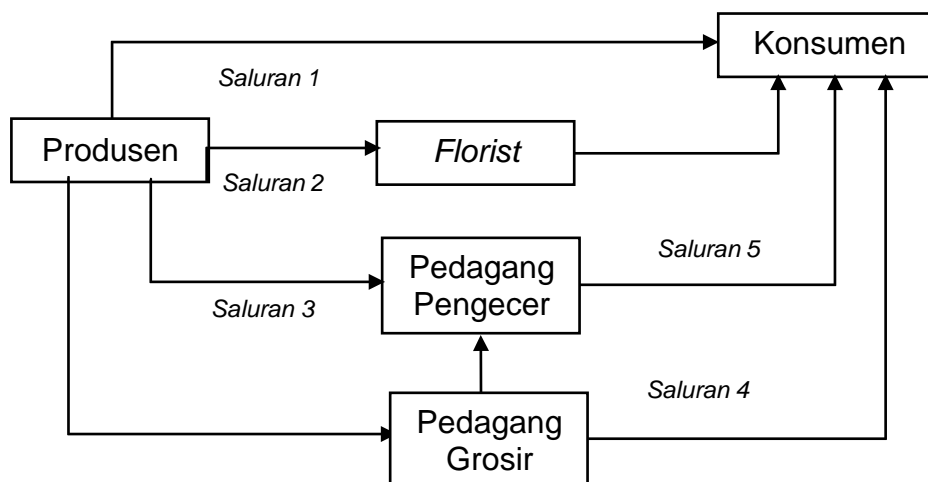 Konsumen
Saluran 1
Produsen
Florist
Saluran 2
Pedagang
Pengecer
Saluran 5
Saluran 3
Saluran 4
Pedagang
Grosir